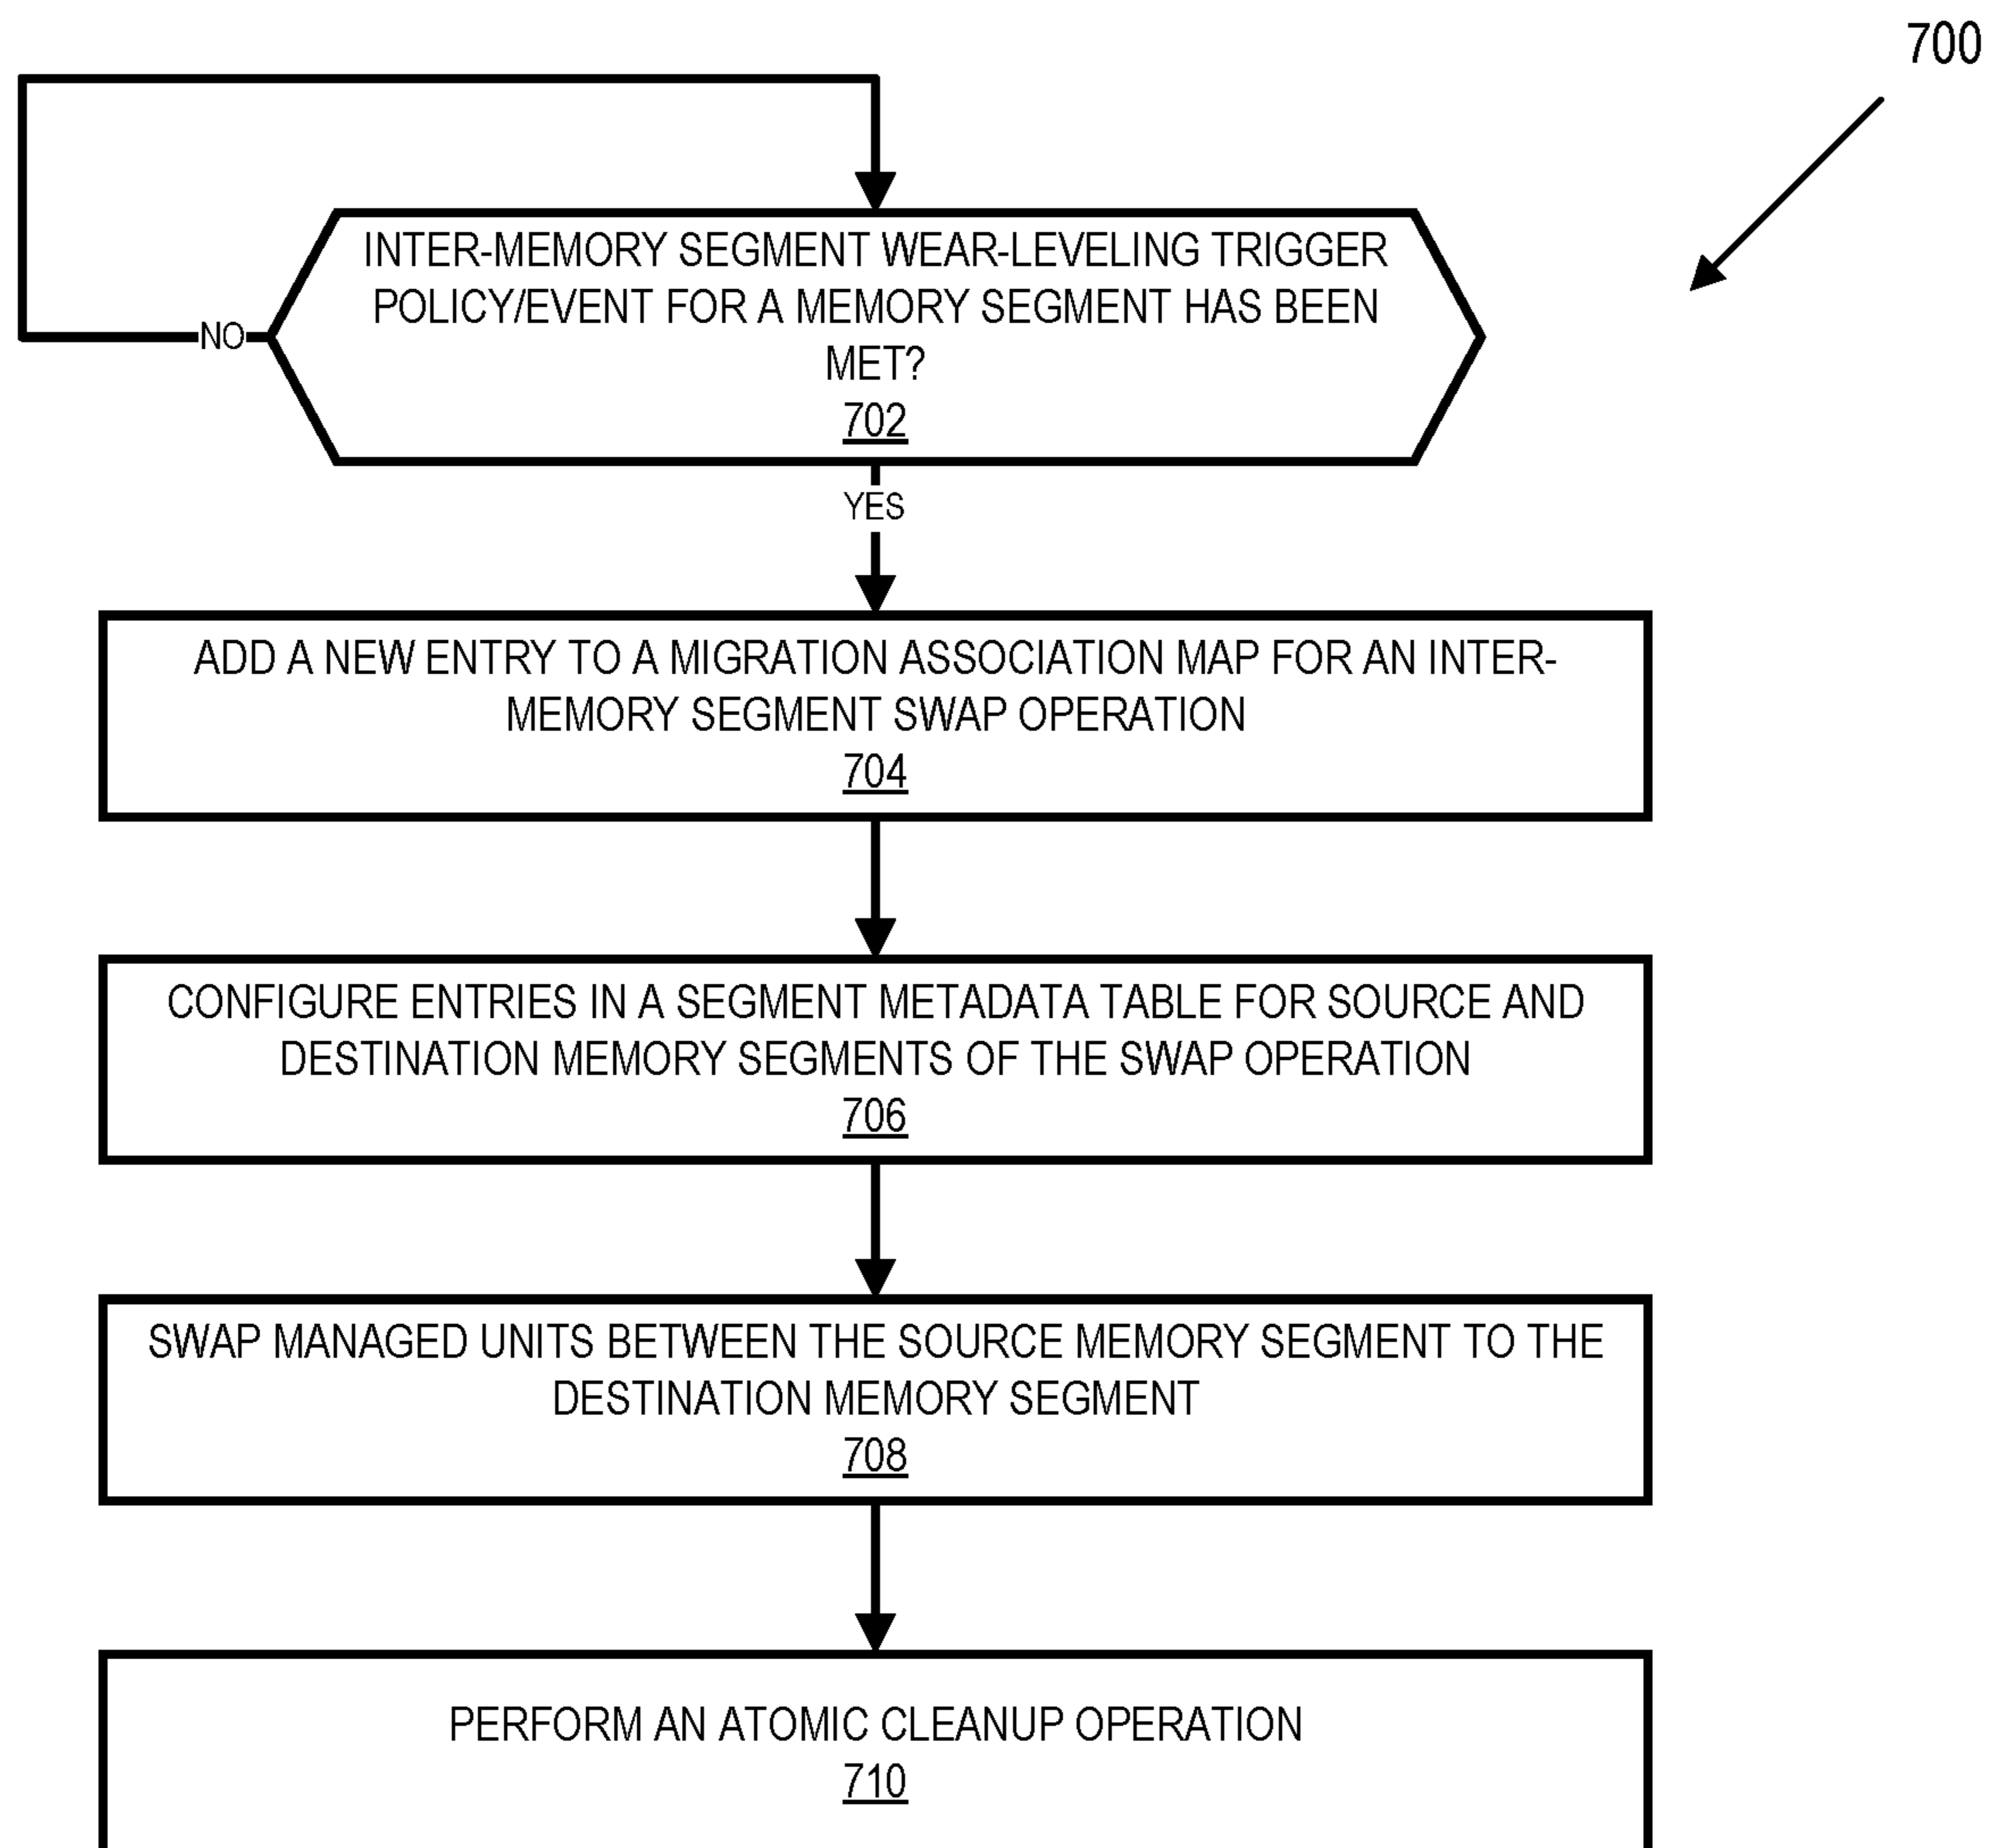 700
INTER-MEMORY SEGMENT WEAR-LEVELING TRIGGER
POLICY/EVENT FOR A MEMORY SEGMENT HAS BEEN
MET?
702
NO
YES
ADD A NEW ENTRY TO A MIGRATION ASSOCIATION MAP FOR AN INTER-
MEMORY SEGMENT SWAP OPERATION
704
CONFIGURE ENTRIES IN A SEGMENT METADATA TABLE FOR SOURCE AND
DESTINATION MEMORY SEGMENTS OF THE SWAP OPERATION
706
SWAP MANAGED UNITS BETWEEN THE SOURCE MEMORY SEGMENT TO THE
DESTINATION MEMORY SEGMENT
708
PERFORM AN ATOMIC CLEANUP OPERATION
710